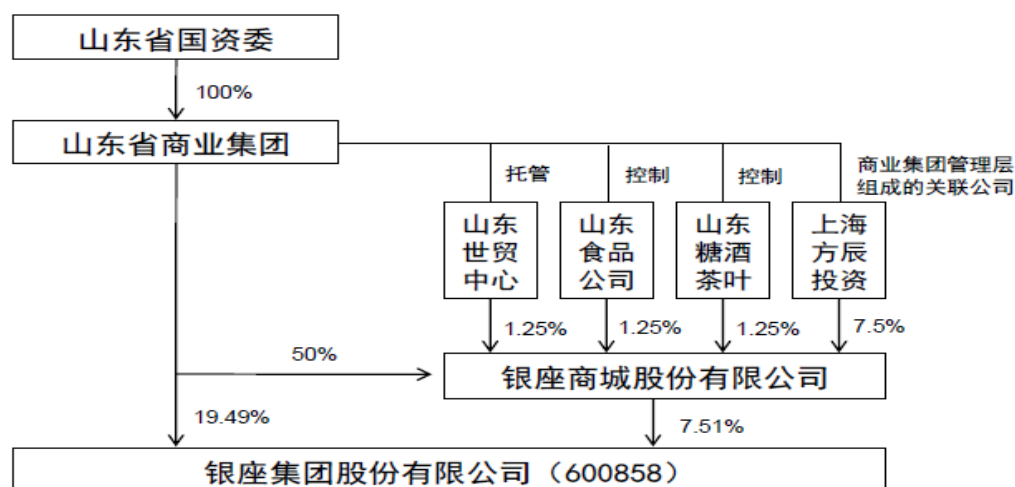 山东省国资委
100%
山东省商业集团
托管
控制
控制
商业集团管理层
组成的关联公司
山东
世贸
中心
山东
食品
公司
山东
糖酒
茶叶
上海
方辰
投资
1.25%
1.25%
1.25%
7.5%
50%
银座商城股份有限公司
19.49%
7.51%
银座集团股份有限公司（600858）